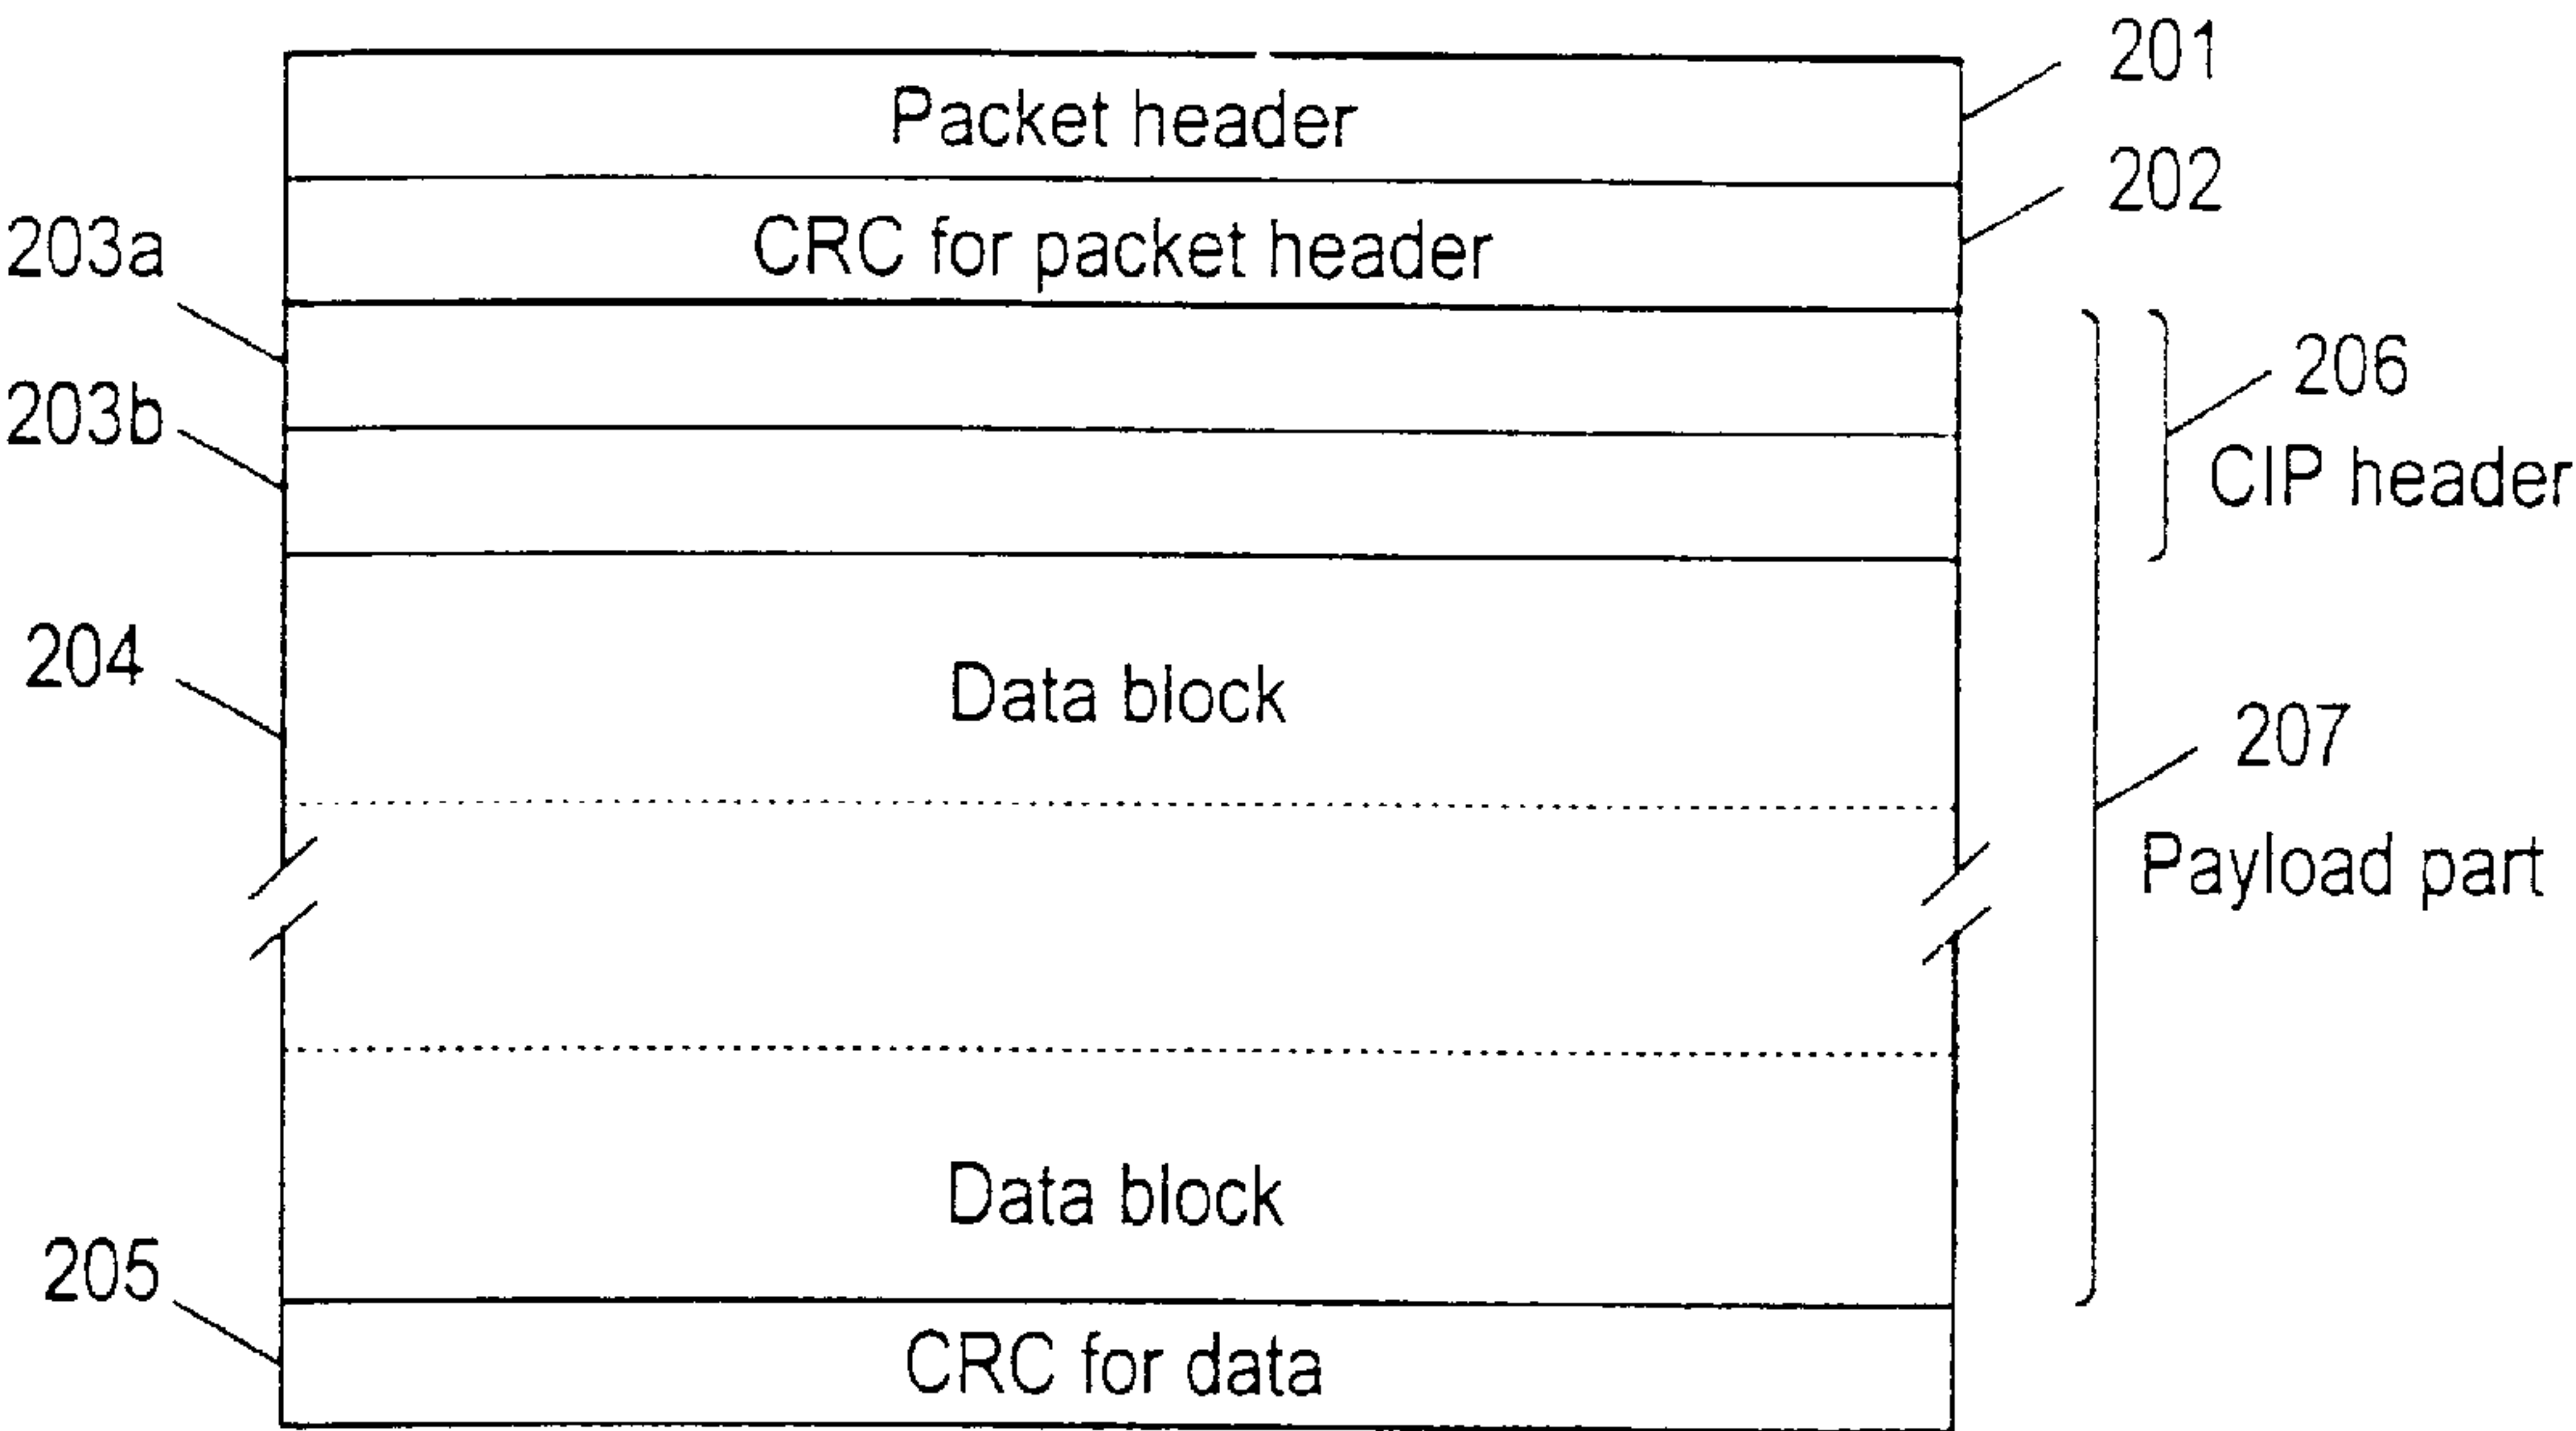 201
Packet header
202
CRC for packet header
203a
206
203b
CIP header
204
Data block
207
Payload part
Data block
205
CRC for data